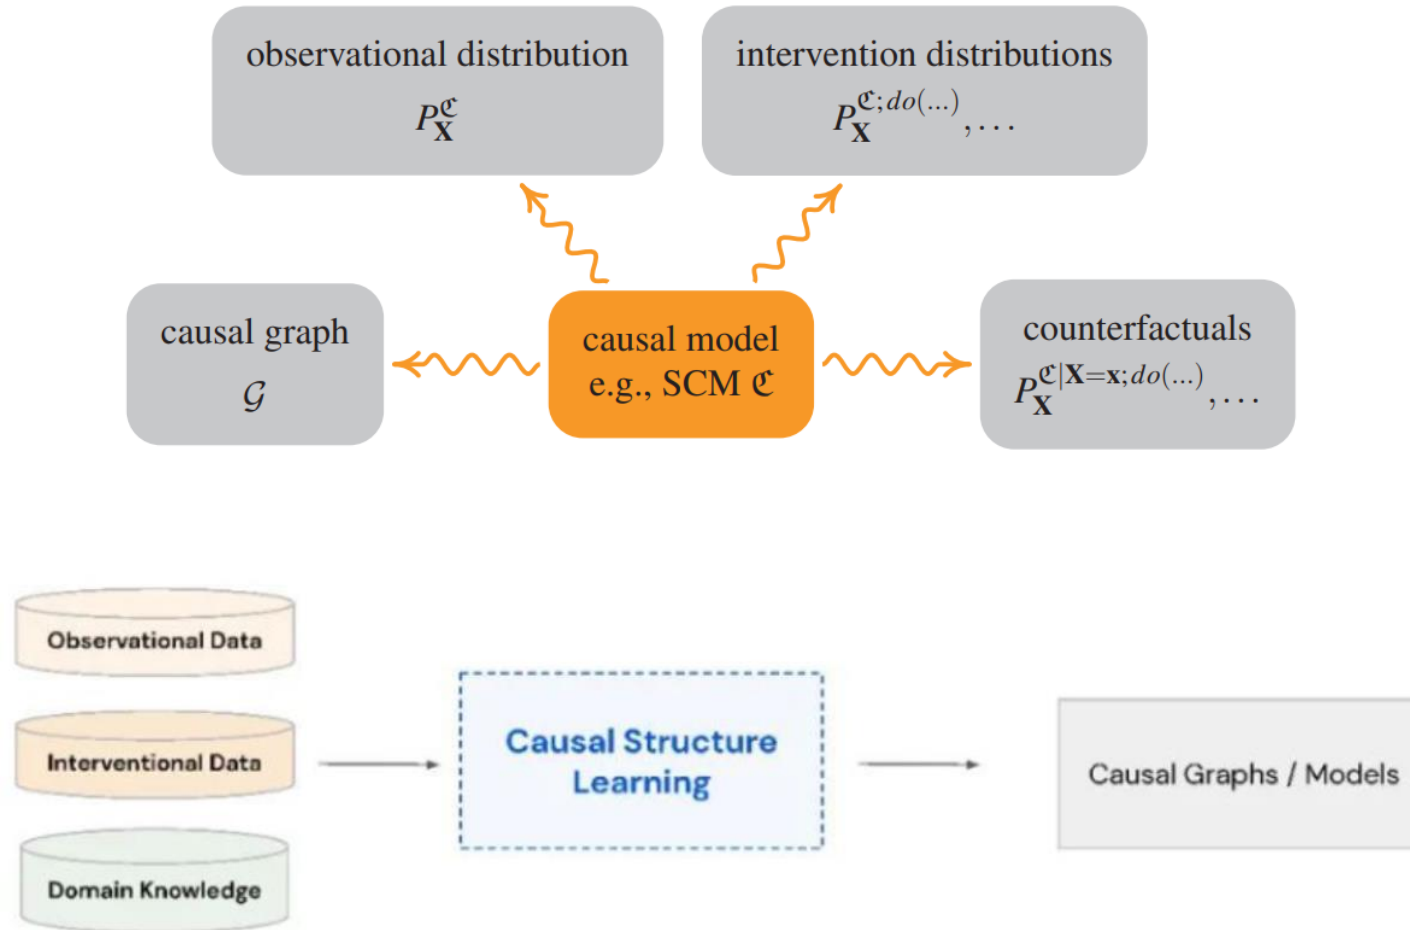 observational distribution
P_𝐗^ℭ
intervention distributions
P_𝐗^{ℭ;do(...)}, ...
causal graph
𝒢
causal model
e.g., SCM ℭ
counterfactuals
P_𝐗^{ℭ|𝐗=𝐱;do(...)}, ...
Observational Data
Interventional Data
Domain Knowledge
Causal Structure
Learning
Causal Graphs / Models